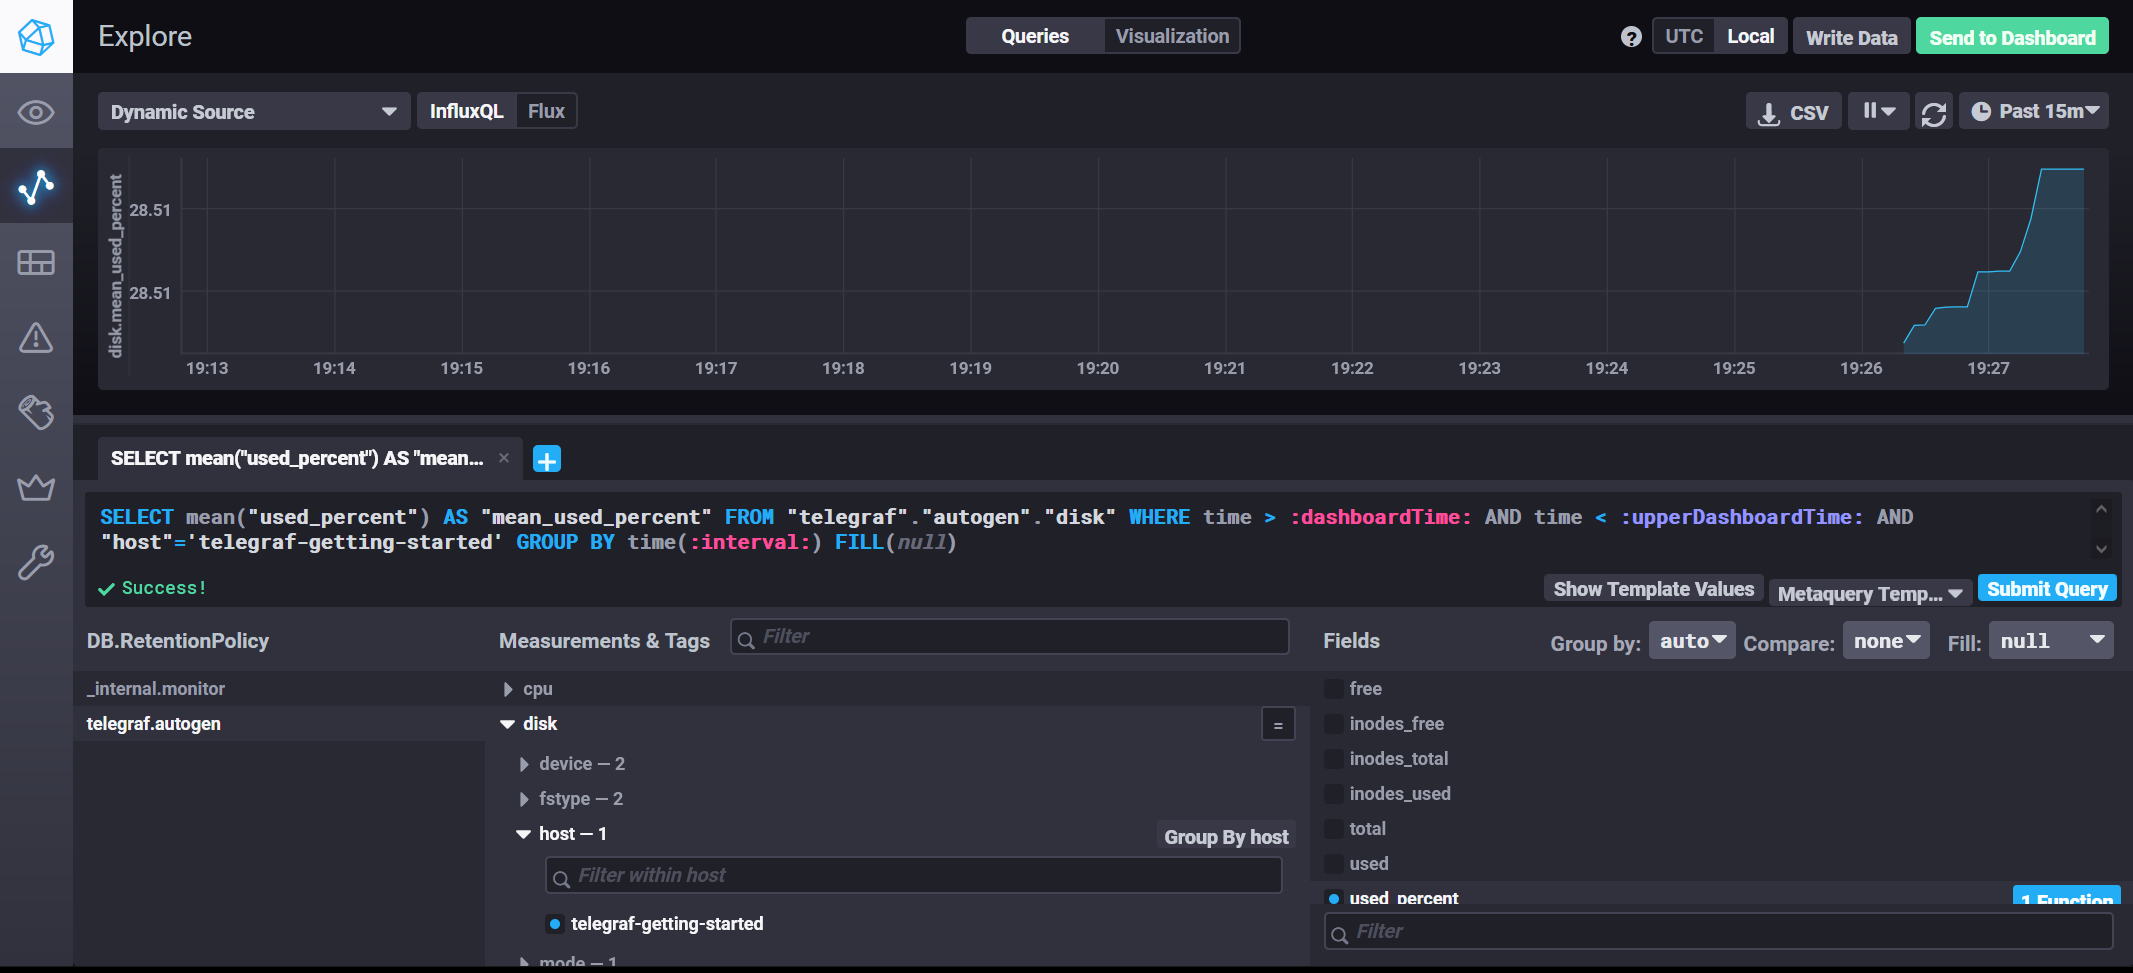 Explore
Queries Visualization
? UTC Local Write Data Send to Dashboard
Dynamic Source InfluxQL Flux
CSV Past 15m
disk.mean_used_percent
28.51
28.51
19:13 19:14 19:15 19:16 19:17 19:18 19:19 19:20 19:21 19:22 19:23 19:24 19:25 19:26 19:27
SELECT mean("used_percent") AS "mean... ×
SELECT mean("used_percent") AS "mean_used_percent" FROM "telegraf"."autogen"."disk" WHERE time > :dashboardTime: AND time < :upperDashboardTime: AND
"host"='telegraf-getting-started' GROUP BY time(:interval:) FILL(null)
Success!
Show Template Values Metaquery Temp... Submit Query
DB.RetentionPolicy
Measurements & Tags Filter
Fields Group by: auto Compare: none Fill: null
_internal.monitor
telegraf.autogen
cpu
disk =
device — 2
fstype — 2
host — 1 Group By host
Filter within host
telegraf-getting-started
mode — 1
free
inodes_free
inodes_total
inodes_used
total
used
used_percent 1 Function
Filter